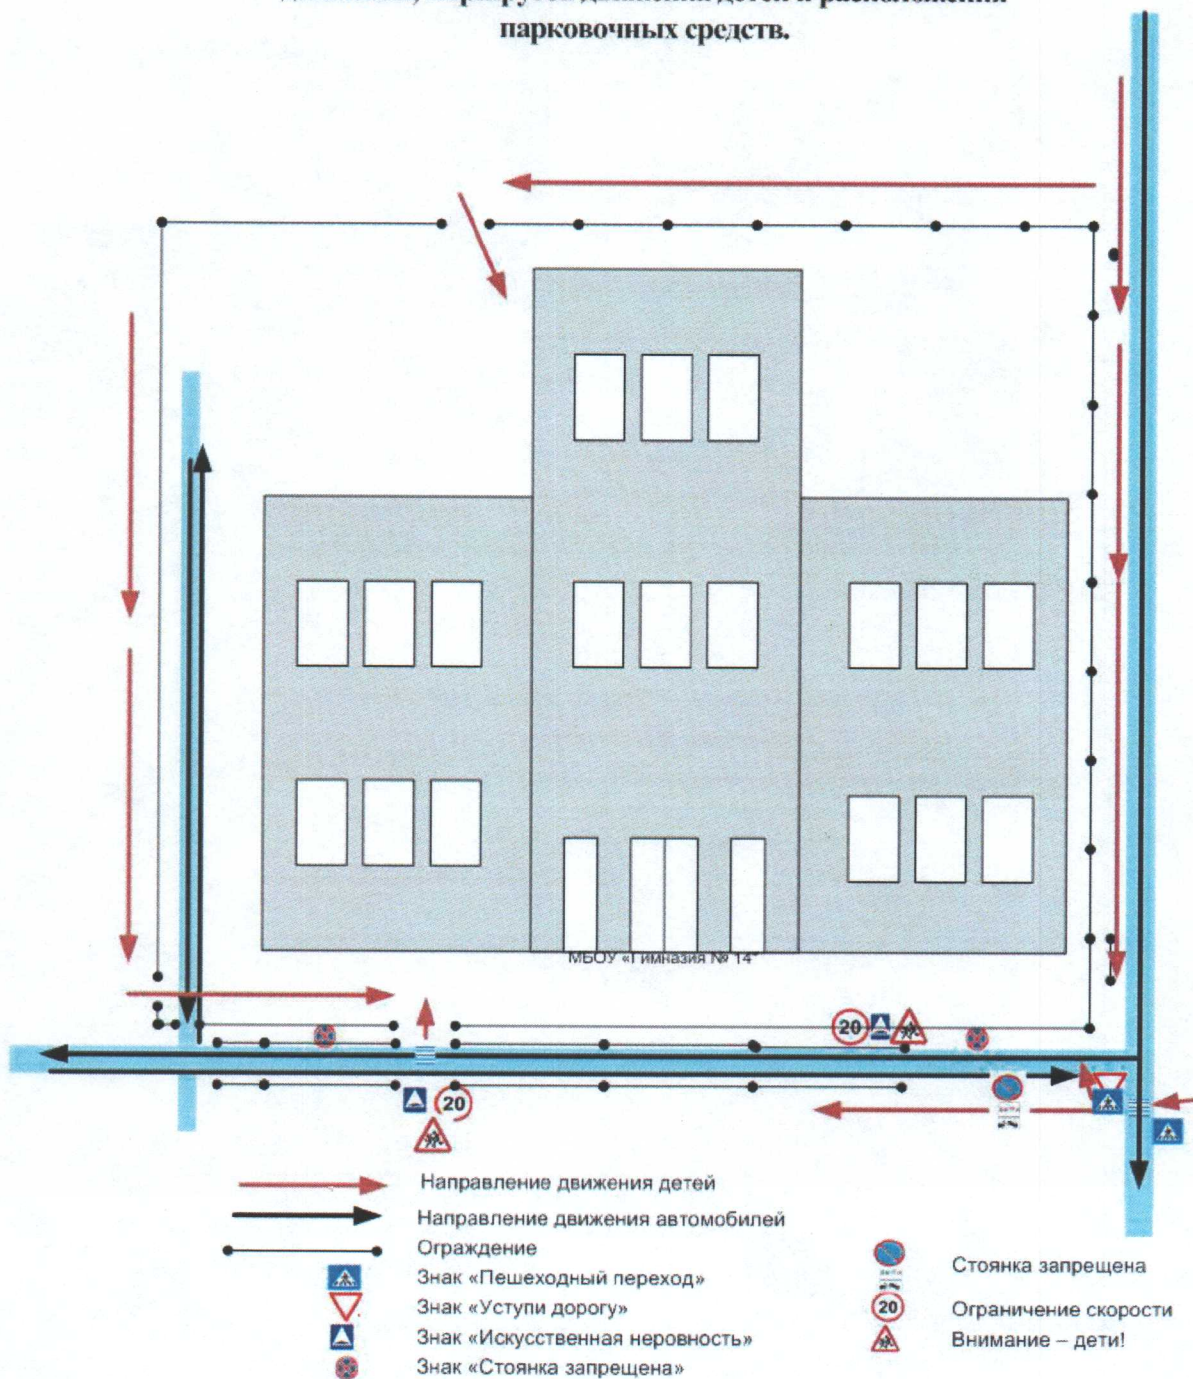 парковочных средств.
МБОУ «Гимназия № 14"
20
20
Направление движения детей
Направление движения автомобилей
Ограждение
Знак «Пешеходный переход»
Знак «Уступи дорогу»
Знак «Искусственная неровность»
Знак «Стоянка запрещена»
Стоянка запрещена
20
Ограничение скорости
Внимание – дети!